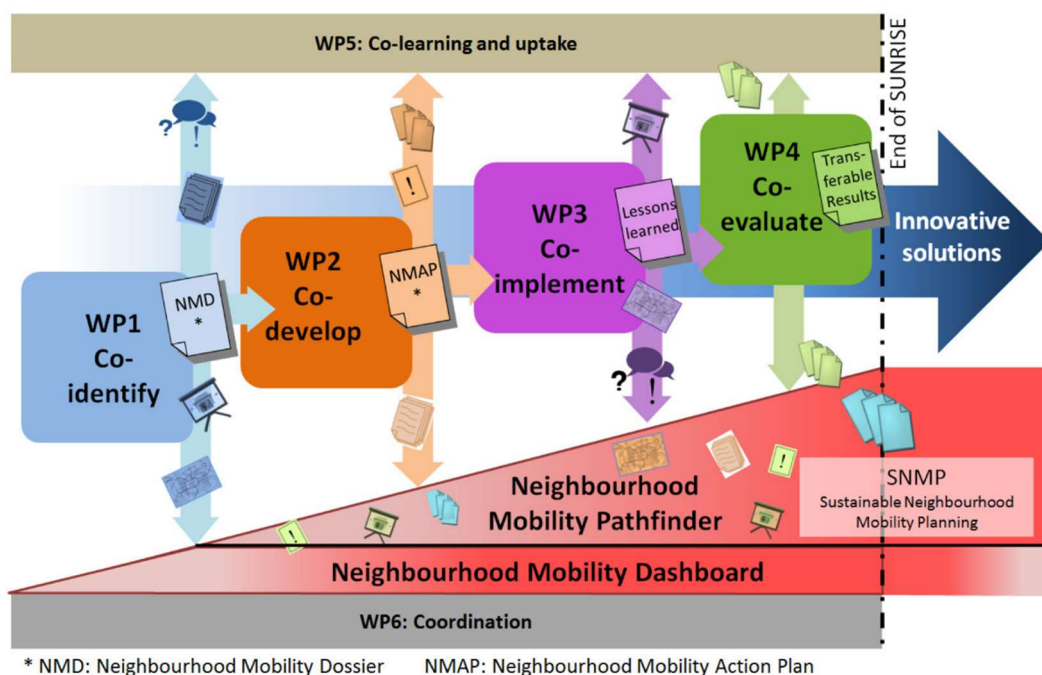 WP5: Co-learning and uptake
End of SUNRISE
?
!
!
WP4
Co-
evaluate
Trans-
ferable
Results
WP3
Co-
implement
Lessons
learned
Innovative
solutions
WP2
Co-
develop
NMAP
*
WP1
Co-
identify
NMD
*
?
!
!
Neighbourhood
Mobility Pathfinder
SNMP
Sustainable Neighbourhood
Mobility Planning
!
Neighbourhood Mobility Dashboard
WP6: Coordination
* NMD: Neighbourhood Mobility Dossier
NMAP: Neighbourhood Mobility Action Plan